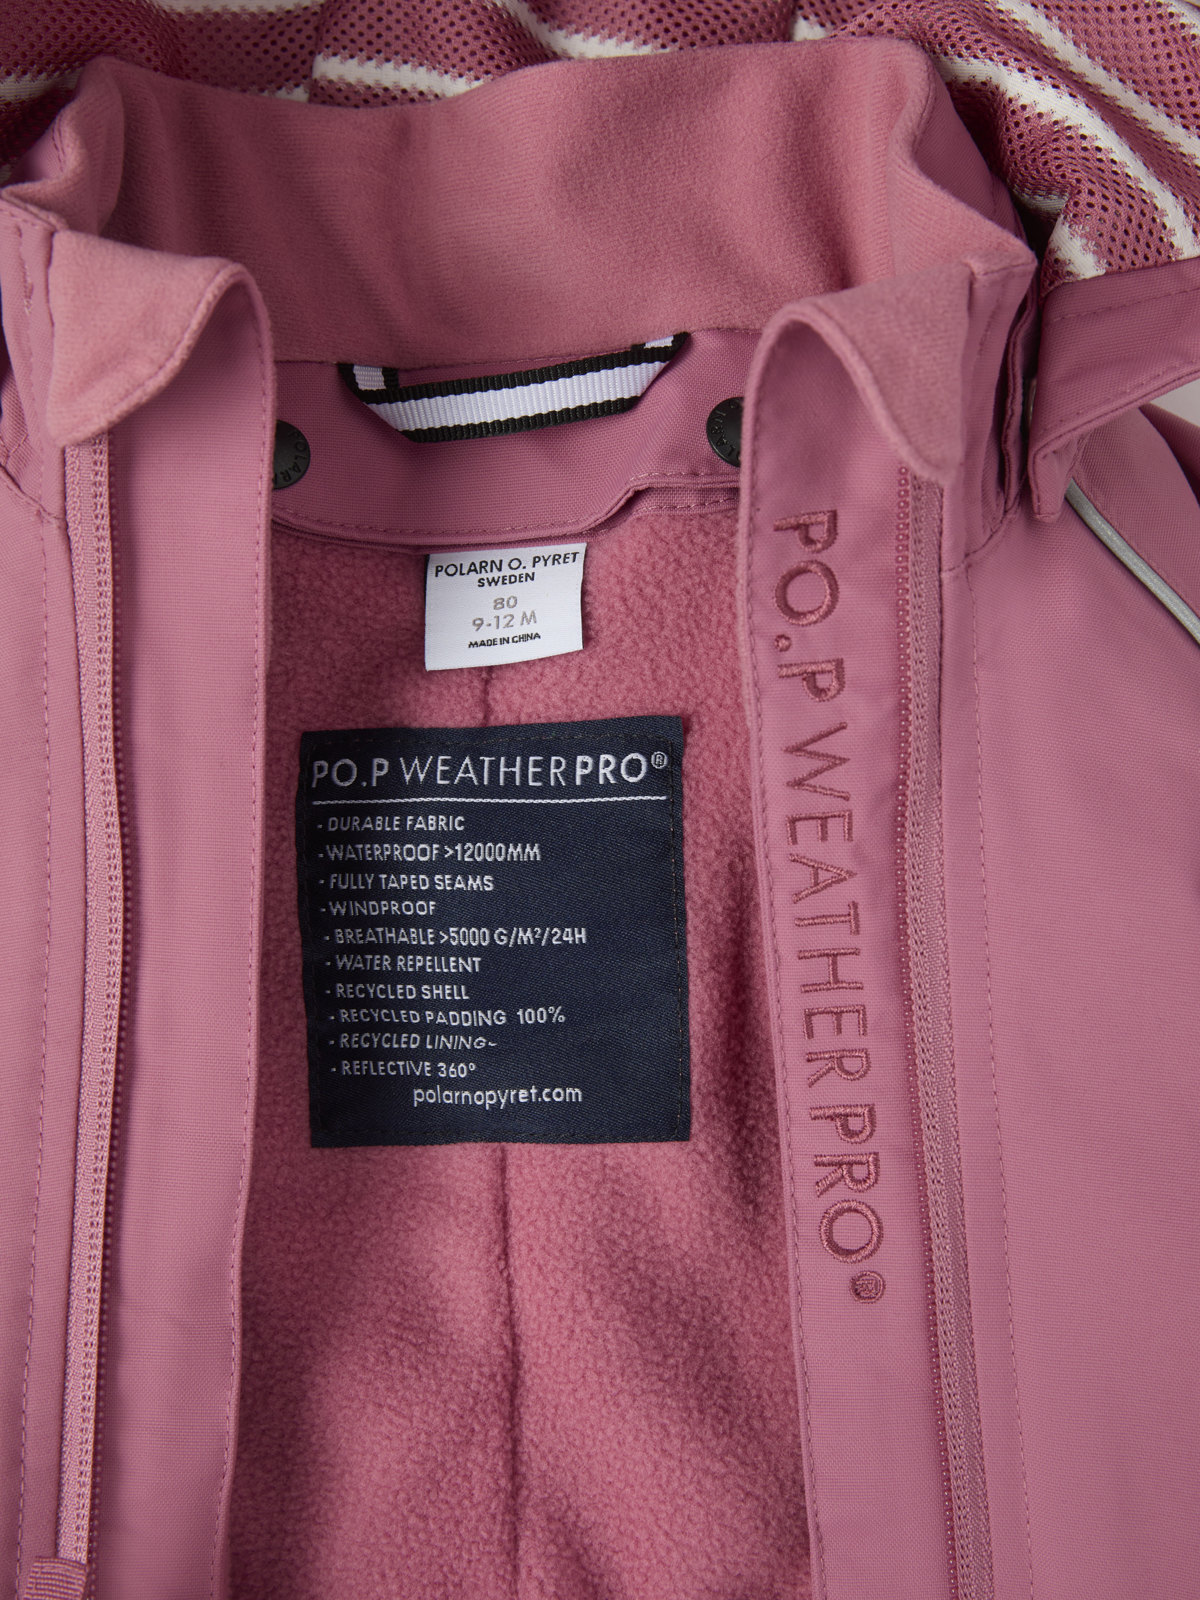 POLARN O. PYRET
SWEDEN
80
9-12 M
MADE IN CHINA
PO.P WEATHERPRO®
- DURABLE FABRIC
- WATERPROOF >12000MM
- FULLY TAPED SEAMS
- WINDPROOF
- BREATHABLE >5000 G/M²/24H
- WATER REPELLENT
- RECYCLED SHELL
- RECYCLED PADDING 100%
- RECYCLED LINING-
- REFLECTIVE 360°
polarnopyret.com
PO.P WEATHERPRO®